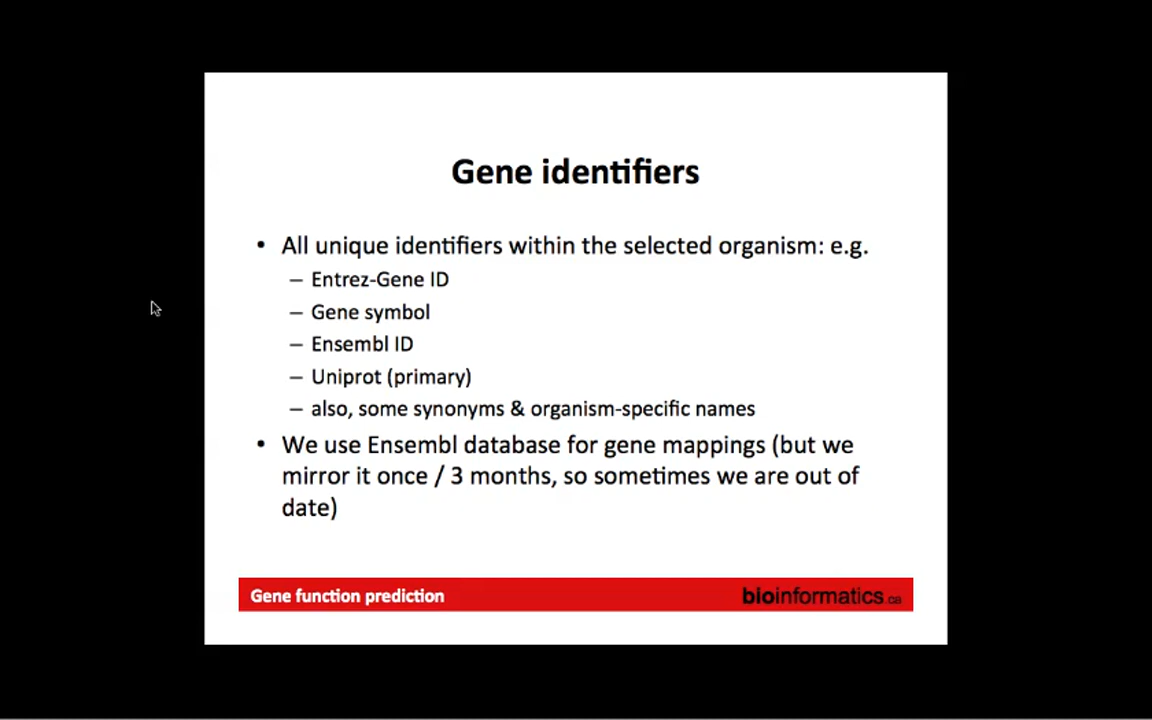 Gene identifiers
• All unique identifiers within the selected organism: e.g.
– Entrez-Gene ID
– Gene symbol
– Ensembl ID
– Uniprot (primary)
– also, some synonyms & organism-specific names
• We use Ensembl database for gene mappings (but we
mirror it once / 3 months, so sometimes we are out of
date)
Gene function prediction
bioinformatics.ca